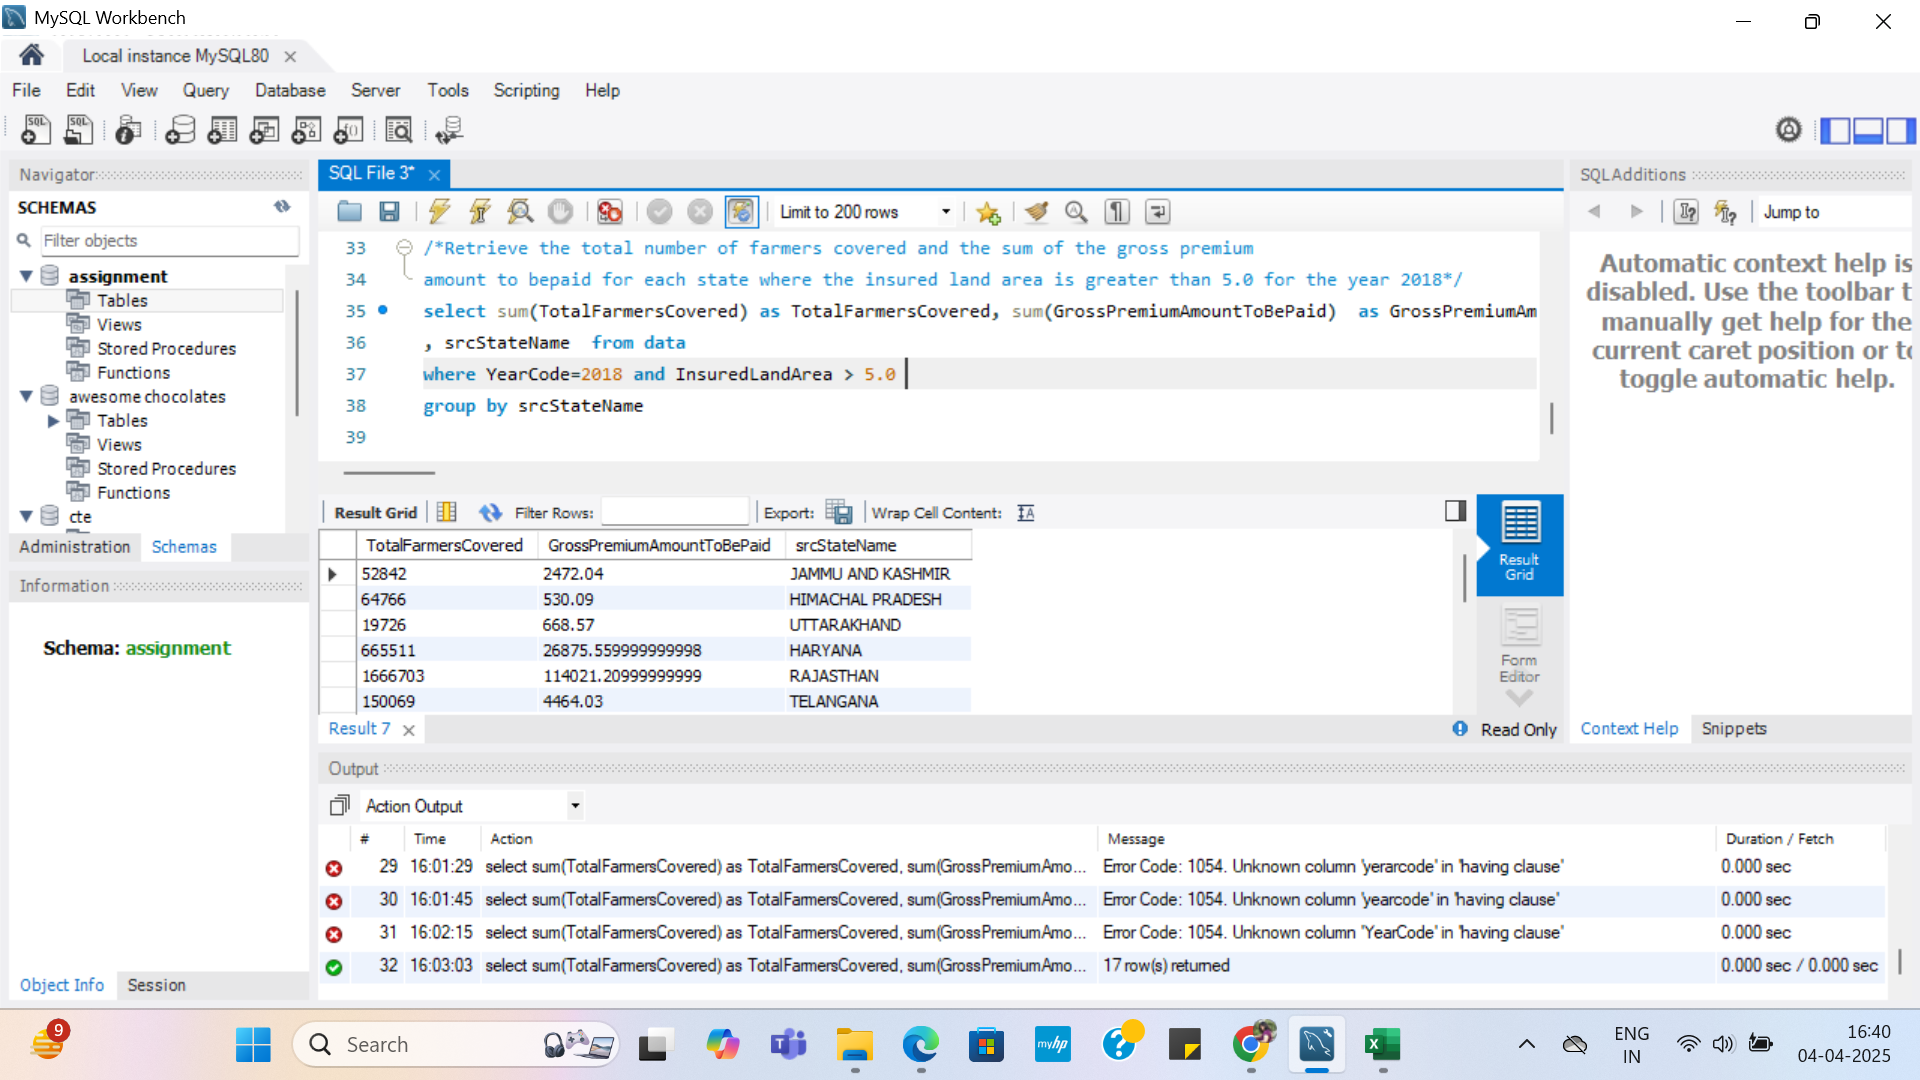 MySQL Workbench
Local instance MySQL80
File Edit View Query Database Server Tools Scripting Help
Navigator
SCHEMAS
Filter objects
assignment
Tables
Views
Stored Procedures
Functions
awesome chocolates
Tables
Views
Stored Procedures
Functions
cte
Administration Schemas
Information
Schema: assignment
Object Info Session
SQL File 3*
Limit to 200 rows
33 /*Retrieve the total number of farmers covered and the sum of the gross premium
34 amount to bepaid for each state where the insured land area is greater than 5.0 for the year 2018*/
35 select sum(TotalFarmersCovered) as TotalFarmersCovered, sum(GrossPremiumAmountToBePaid)  as GrossPremiumAm
36 , srcStateName  from data
37 where YearCode=2018 and InsuredLandArea > 5.0
38 group by srcStateName
39
Result Grid Filter Rows: Export: Wrap Cell Content:
TotalFarmersCovered GrossPremiumAmountToBePaid srcStateName
52842 2472.04 JAMMU AND KASHMIR
64766 530.09 HIMACHAL PRADESH
19726 668.57 UTTARAKHAND
665511 26875.559999999998 HARYANA
1666703 114021.20999999999 RAJASTHAN
150069 4464.03 TELANGANA
Result Grid
Form Editor
Result 7
Read Only
SQLAdditions
Jump to
Automatic context help is
disabled. Use the toolbar t
manually get help for the
current caret position or to
toggle automatic help.
Context Help Snippets
Output
Action Output
# Time Action Message Duration / Fetch
29 16:01:29 select sum(TotalFarmersCovered) as TotalFarmersCovered, sum(GrossPremiumAmo... Error Code: 1054. Unknown column 'yerarcode' in 'having clause' 0.000 sec
30 16:01:45 select sum(TotalFarmersCovered) as TotalFarmersCovered, sum(GrossPremiumAmo... Error Code: 1054. Unknown column 'yearcode' in 'having clause' 0.000 sec
31 16:02:15 select sum(TotalFarmersCovered) as TotalFarmersCovered, sum(GrossPremiumAmo... Error Code: 1054. Unknown column 'YearCode' in 'having clause' 0.000 sec
32 16:03:03 select sum(TotalFarmersCovered) as TotalFarmersCovered, sum(GrossPremiumAmo... 17 row(s) returned 0.000 sec / 0.000 sec
9
Search
myhp
ENG
IN
16:40
04-04-2025